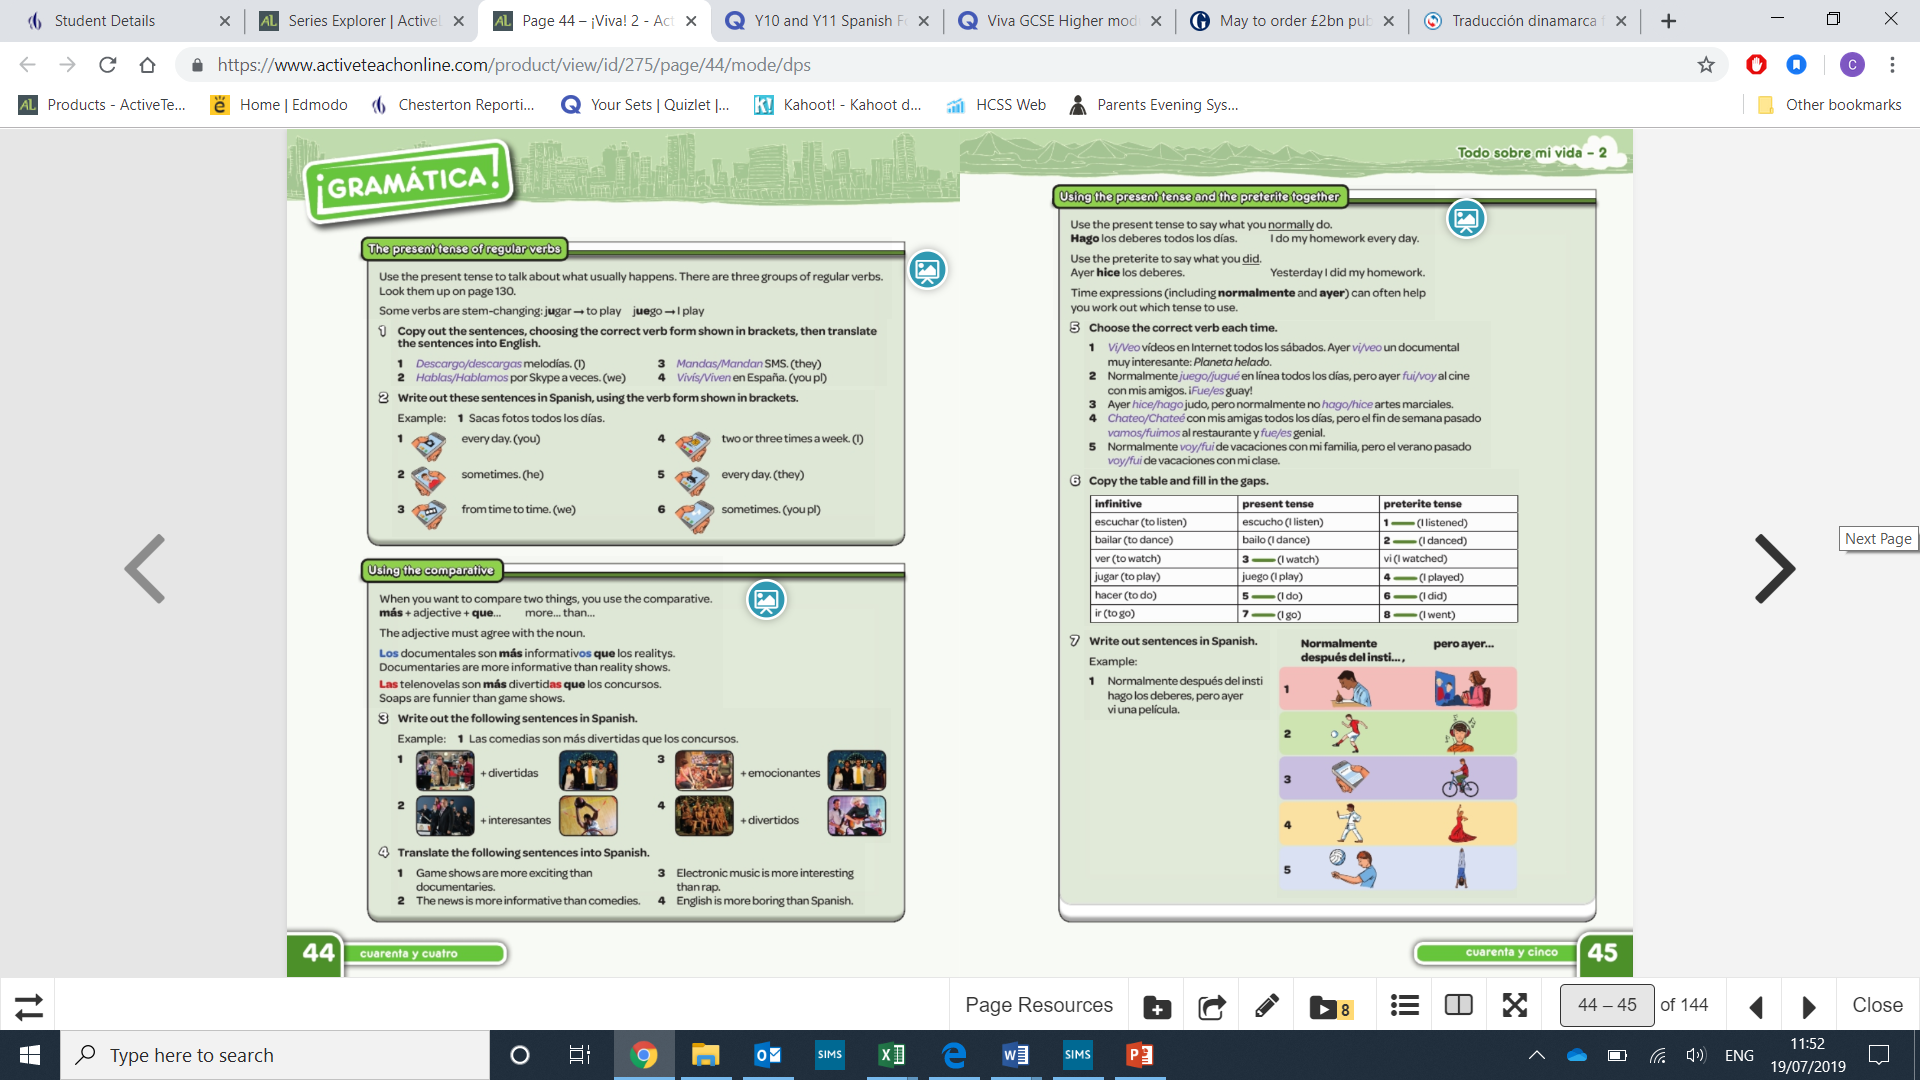 Student Details
Series Explorer | ActiveL
Page 44 – ¡Viva! 2 - Act
Y10 and Y11 Spanish F
Viva GCSE Higher mod
May to order £2bn pub
Traducción dinamarca
https://www.activeteachonline.com/product/view/id/275/page/44/mode/dps
C
Products - ActiveTe...
Home | Edmodo
Chesterton Reporti...
Your Sets | Quizlet |...
Kahoot! - Kahoot d...
HCSS Web
Parents Evening Sys...
Other bookmarks
¡GRAMÁTICA!
The present tense of regular verbs
Use the present tense to talk about what usually happens. There are three groups of regular verbs.
Look them up on page 130.
Some verbs are stem-changing: jugar → to play juego → I play
1 Copy out the sentences, choosing the correct verb form shown in brackets, then translate
the sentences into English.
1 Descargo/descargas melodías. (I)
2 Hablas/Hablamos por Skype a veces. (we)
3 Mandas/Mandan SMS. (they)
4 Vivís/Viven en España. (you pl)
2 Write out these sentences in Spanish, using the verb form shown in brackets.
Example: 1 Sacas fotos todos los días.
1 every day. (you)
2 sometimes. (he)
3 from time to time. (we)
4 two or three times a week. (I)
5 every day. (they)
6 sometimes. (you pl)
Using the comparative
When you want to compare two things, you use the comparative.
más + adjective + que... more... than...
The adjective must agree with the noun.
Los documentales son más informativos que los realitys.
Documentaries are more informative than reality shows.
Las telenovelas son más divertidas que los concursos.
Soaps are funnier than game shows.
3 Write out the following sentences in Spanish.
Example: 1 Las comedias son más divertidas que los concursos.
1 + divertidas
2 + interesantes
3 + emocionantes
4 + divertidos
4 Translate the following sentences into Spanish.
1 Game shows are more exciting than
documentaries.
2 The news is more informative than comedies.
3 Electronic music is more interesting
than rap.
4 English is more boring than Spanish.
44 cuarenta y cuatro
Todo sobre mi vida – 2
Using the present tense and the preterite together
Use the present tense to say what you normally do.
Hago los deberes todos los días. I do my homework every day.
Use the preterite to say what you did.
Ayer hice los deberes. Yesterday I did my homework.
Time expressions (including normalmente and ayer) can often help
you work out which tense to use.
5 Choose the correct verb each time.
1 Vi/Veo vídeos en Internet todos los sábados. Ayer vi/veo un documental
muy interesante: Planeta helado.
2 Normalmente juego/jugué en línea todos los días, pero ayer fui/voy al cine
con mis amigos. ¡Fue/es guay!
3 Ayer hice/hago judo, pero normalmente no hago/hice artes marciales.
4 Chateo/Chateé con mis amigas todos los días, pero el fin de semana pasado
vamos/fuimos al restaurante y fue/es genial.
5 Normalmente voy/fui de vacaciones con mi familia, pero el verano pasado
voy/fui de vacaciones con mi clase.
6 Copy the table and fill in the gaps.
infinitive present tense preterite tense
escuchar (to listen) escucho (I listen) 1 (I listened)
bailar (to dance) bailo (I dance) 2 (I danced)
ver (to watch) 3 (I watch) vi (I watched)
jugar (to play) juego (I play) 4 (I played)
hacer (to do) 5 (I do) 6 (I did)
ir (to go) 7 (I go) 8 (I went)
7 Write out sentences in Spanish.
Example:
1 Normalmente después del insti
hago los deberes, pero ayer
vi una película.
Normalmente pero ayer...
después del insti...,
1
2
3
4
5
cuarenta y cinco 45
Next Page
Page Resources
8
44 – 45 of 144
Close
Type here to search
SIMS
SIMS
ENG
11:52
19/07/2019